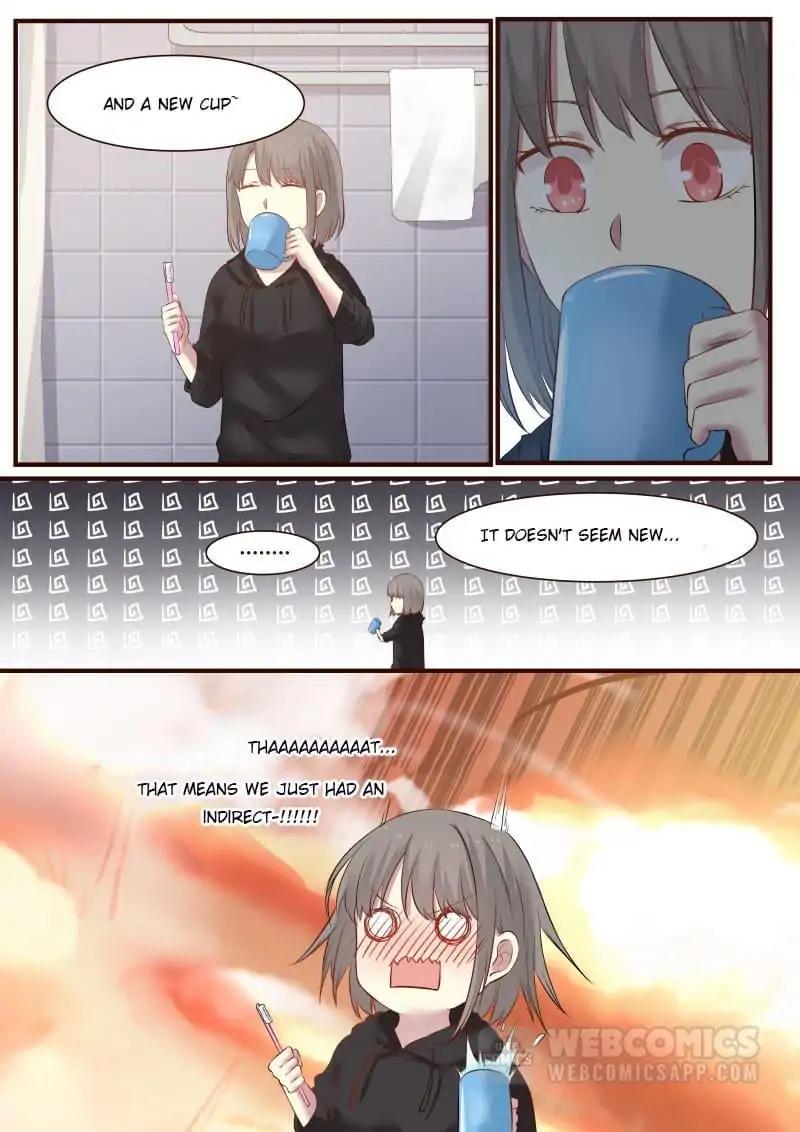 AND A NEW CUP~
IT DOESN'T SEEM NEW...
........
THAAAAAAAAAAT...
THAT MEANS WE JUST HAD AN
INDIRECT-!!!!!!
WEBCOMICS
WEBCOMICSAPP.COM